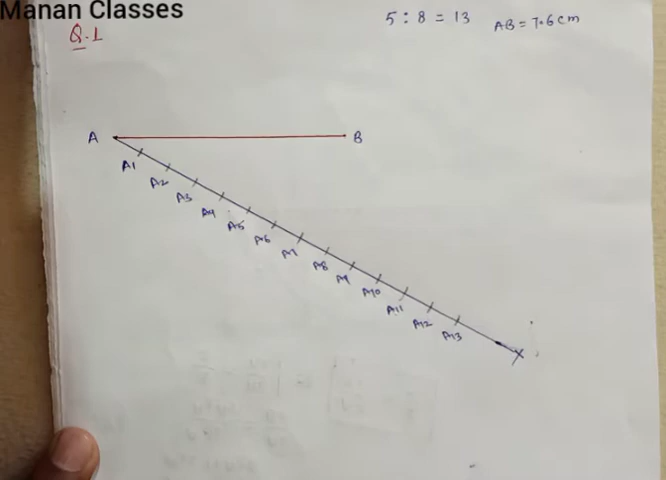 Manan Classes
5 : 8 = 13
AB = 7.6 cm
Q.1
A
B
A1
A2
A3
A4
A5
A6
A7
A8
A9
A10
A11
A12
A13
X